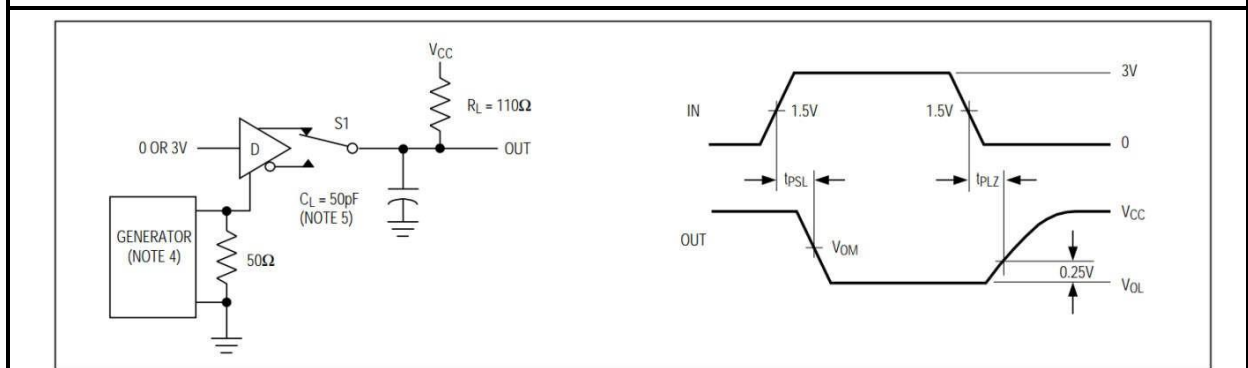 VCC
RL = 110Ω
S1
0 OR 3V
D
OUT
CL = 50pF
(NOTE 5)
GENERATOR
(NOTE 4)
50Ω
3V
IN
1.5V
1.5V
0
tPSL
tPLZ
OUT
VCC
VOM
0.25V
VOL